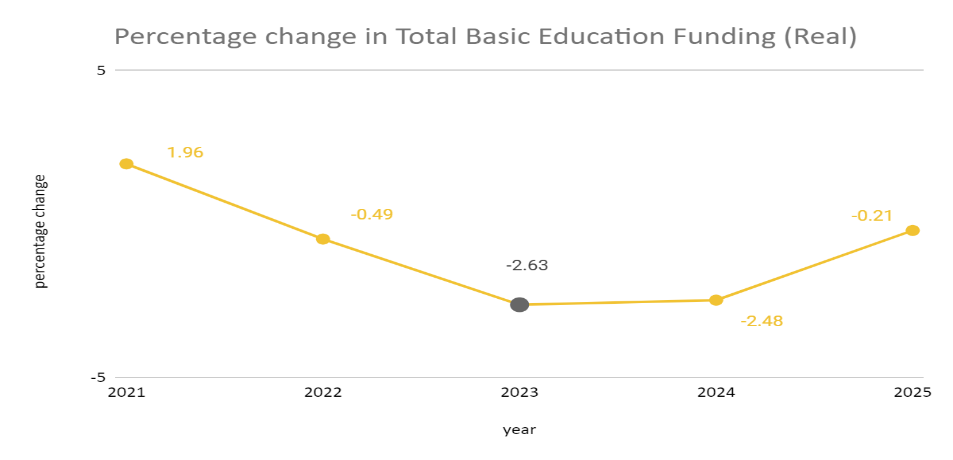 Percentage change in Total Basic Education Funding (Real)
5
1.96
-0.49
-0.21
-2.63
-2.48
percentage change
-5
2021 2022 2023 2024 2025
year